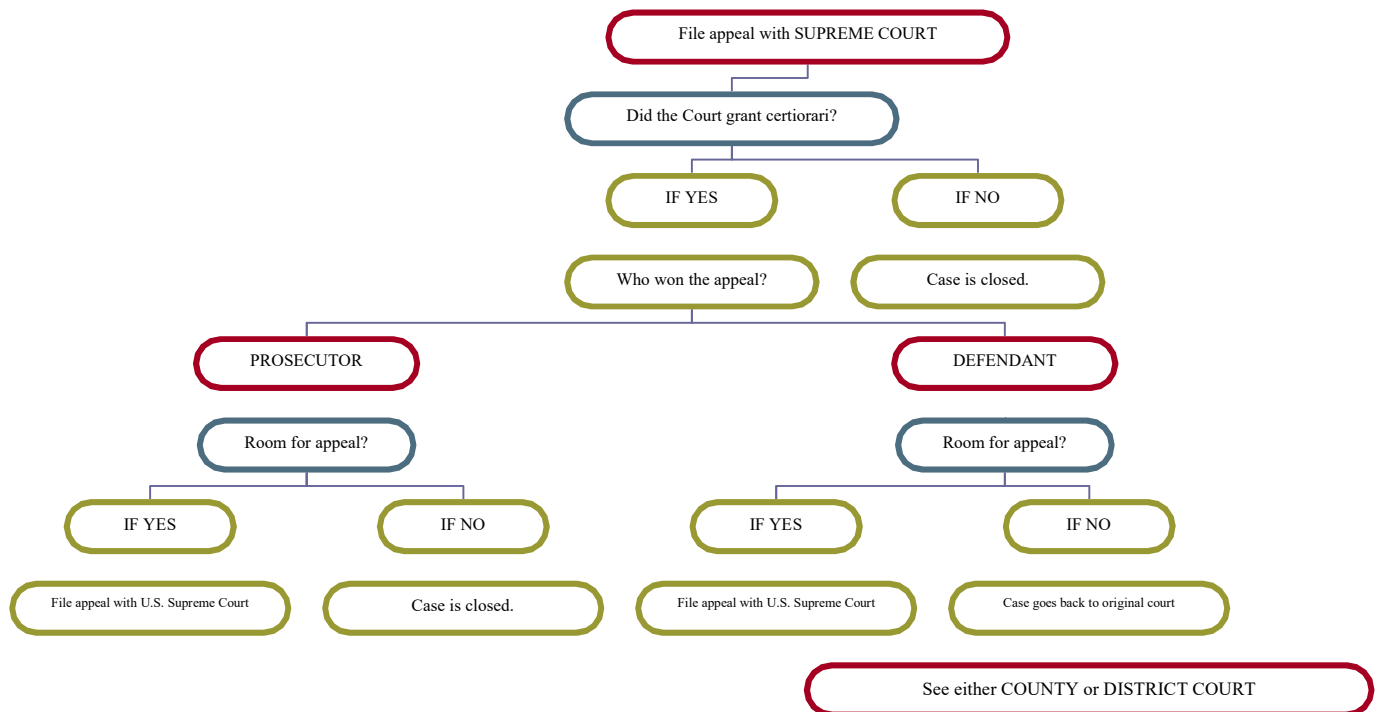 File appeal with SUPREME COURT
Did the Court grant certiorari?
IF YES
IF NO
Who won the appeal?
Case is closed.
PROSECUTOR
DEFENDANT
Room for appeal?
Room for appeal?
IF YES
IF NO
IF YES
IF NO
File appeal with U.S. Supreme Court
Case is closed.
File appeal with U.S. Supreme Court
Case goes back to original court
See either COUNTY or DISTRICT COURT